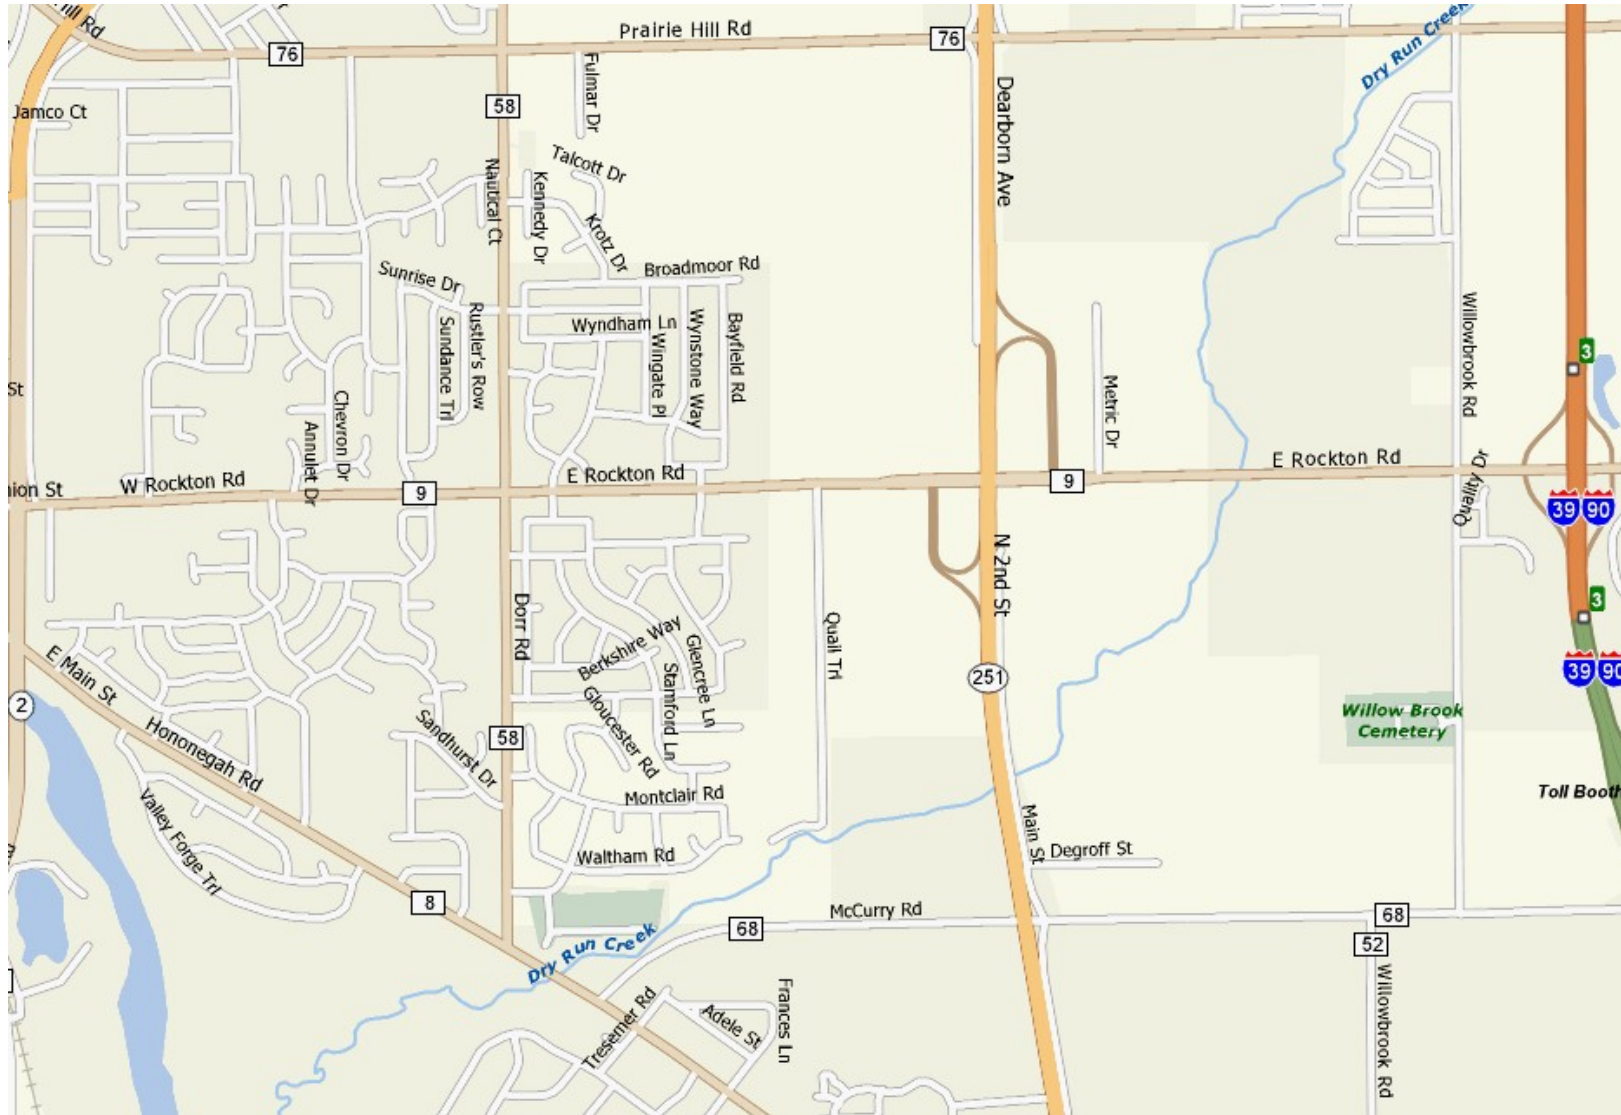 Hill Rd
76
Prairie Hill Rd
76
Dry Run Creek
Jamco Ct
58
Fulmar Dr
Dearborn Ave
Talcott Dr
Nautical Ct
Kennedy Dr
Krotz Dr
Broadmoor Rd
Sunrise Dr
Rustler's Row
Sundance Trl
Wyndham Ln
Wingate Pl
Wynstone Way
Bayfield Rd
Willowbrook Rd
3
St
Metric Dr
Chevron Dr
Annulet Dr
E Rockton Rd
W Rockton Rd
9
E Rockton Rd
9
Quality Dr
nion St
39
90
N 2nd St
Dorr Rd
Quail Trl
3
Berkshire Way
Glencree Ln
Stamford Ln
Gloucester Rd
E Main St
251
39
90
2
Willow Brook
Cemetery
Hononegah Rd
Sandhurst Dr
58
Montclair Rd
Toll Booth
Valley Forge Trl
Main St
Degroff St
Waltham Rd
8
McCurry Rd
68
68
52
Dry Run Creek
Willowbrook Rd
Tresemer Rd
Adele St
Frances Ln